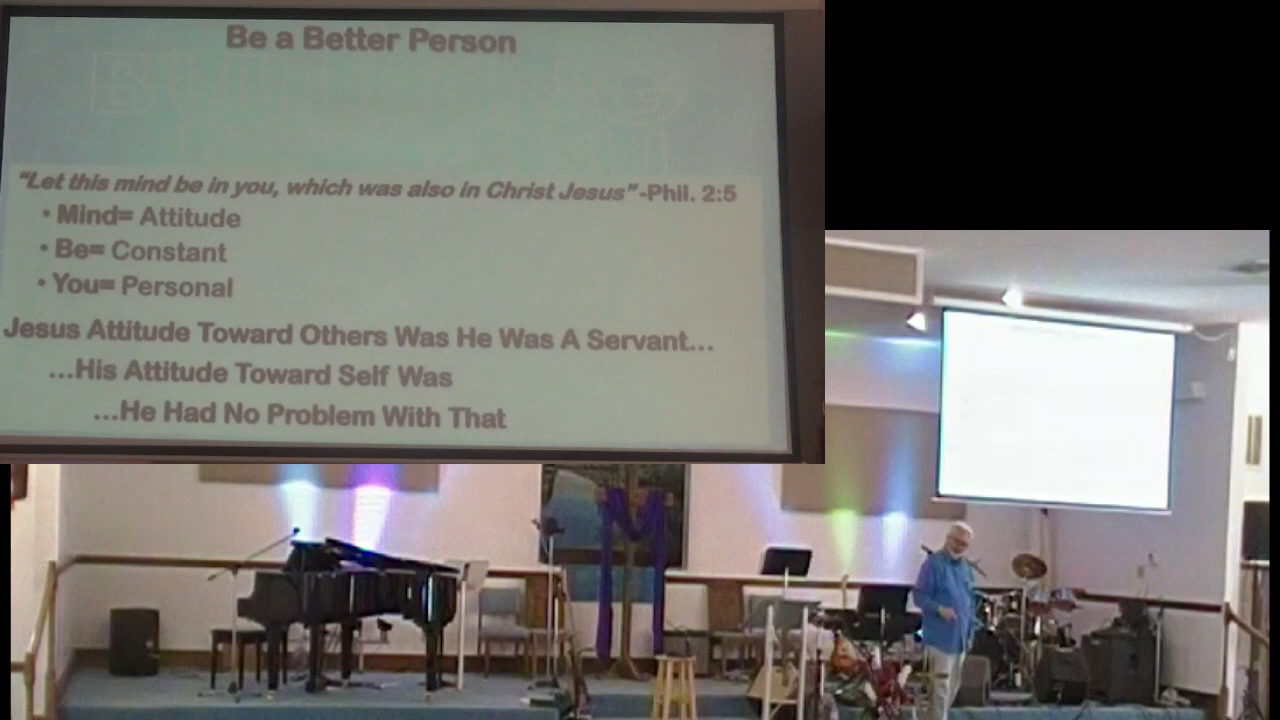 Be a Better Person
"Let this mind be in you, which was also in Christ Jesus" -Phil. 2:5
• Mind= Attitude
• Be= Constant
• You= Personal
Jesus Attitude Toward Others Was He Was A Servant...
...His Attitude Toward Self Was
...He Had No Problem With That